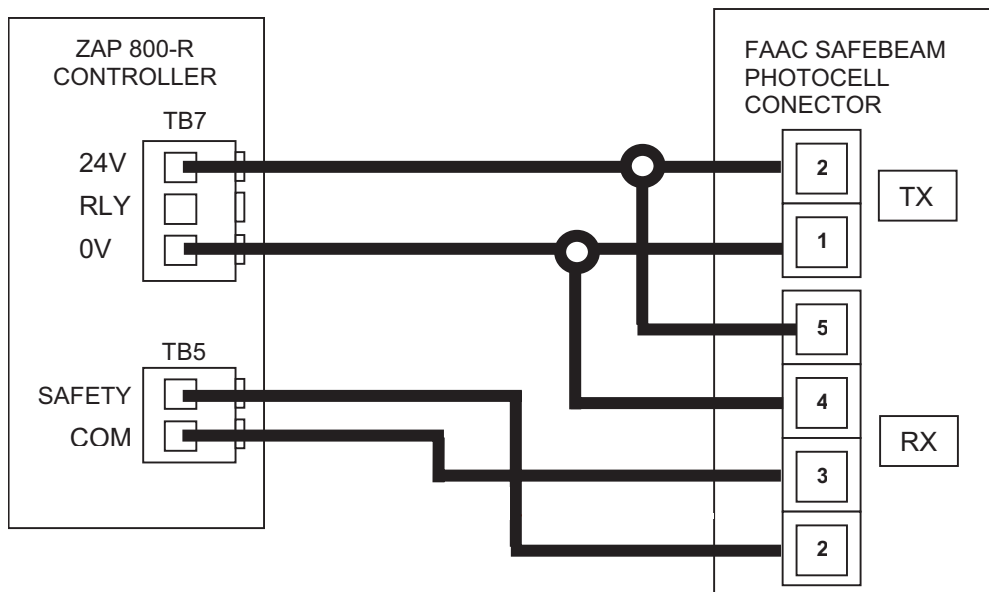 ZAP 800-R
CONTROLLER
TB7
24V
RLY
0V
TB5
SAFETY
COM
FAAC SAFEBEAM
PHOTOCELL
CONECTOR
2
1
TX
5
4
3
2
RX